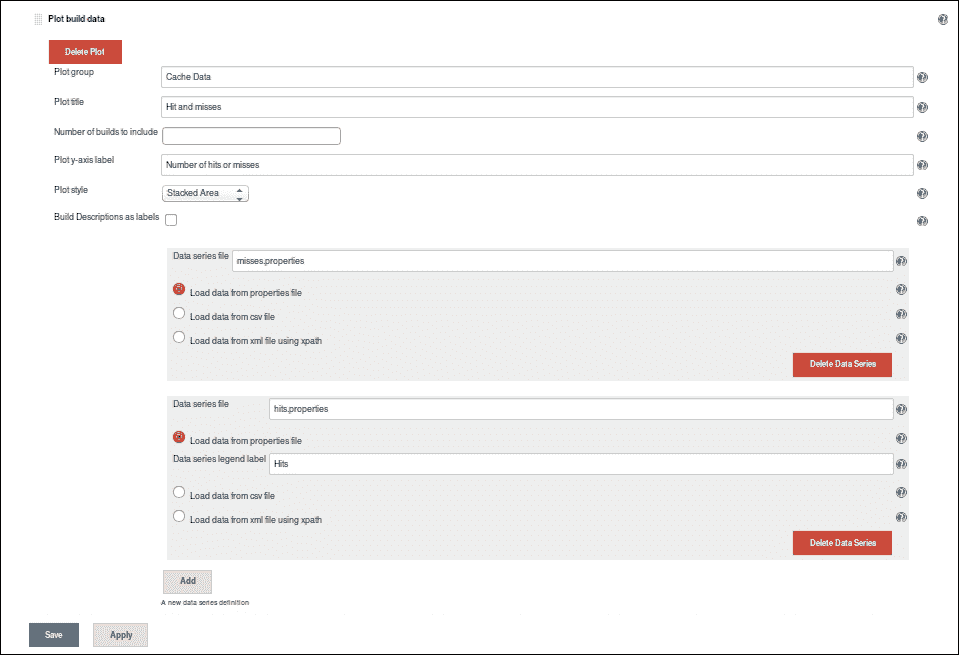 Plot build data
Delete Plot
Plot group
Cache Data
Plot title
Hit and misses
Number of builds to include
Plot y-axis label
Number of hits or misses
Plot style
Stacked Area
Build Descriptions as labels
Data series file
misses.properties
Load data from properties file
Load data from csv file
Load data from xml file using xpath
Delete Data Series
Data series file
hits.properties
Load data from properties file
Data series legend label
Hits
Load data from csv file
Load data from xml file using xpath
Delete Data Series
Add
A new data series definition
Save
Apply